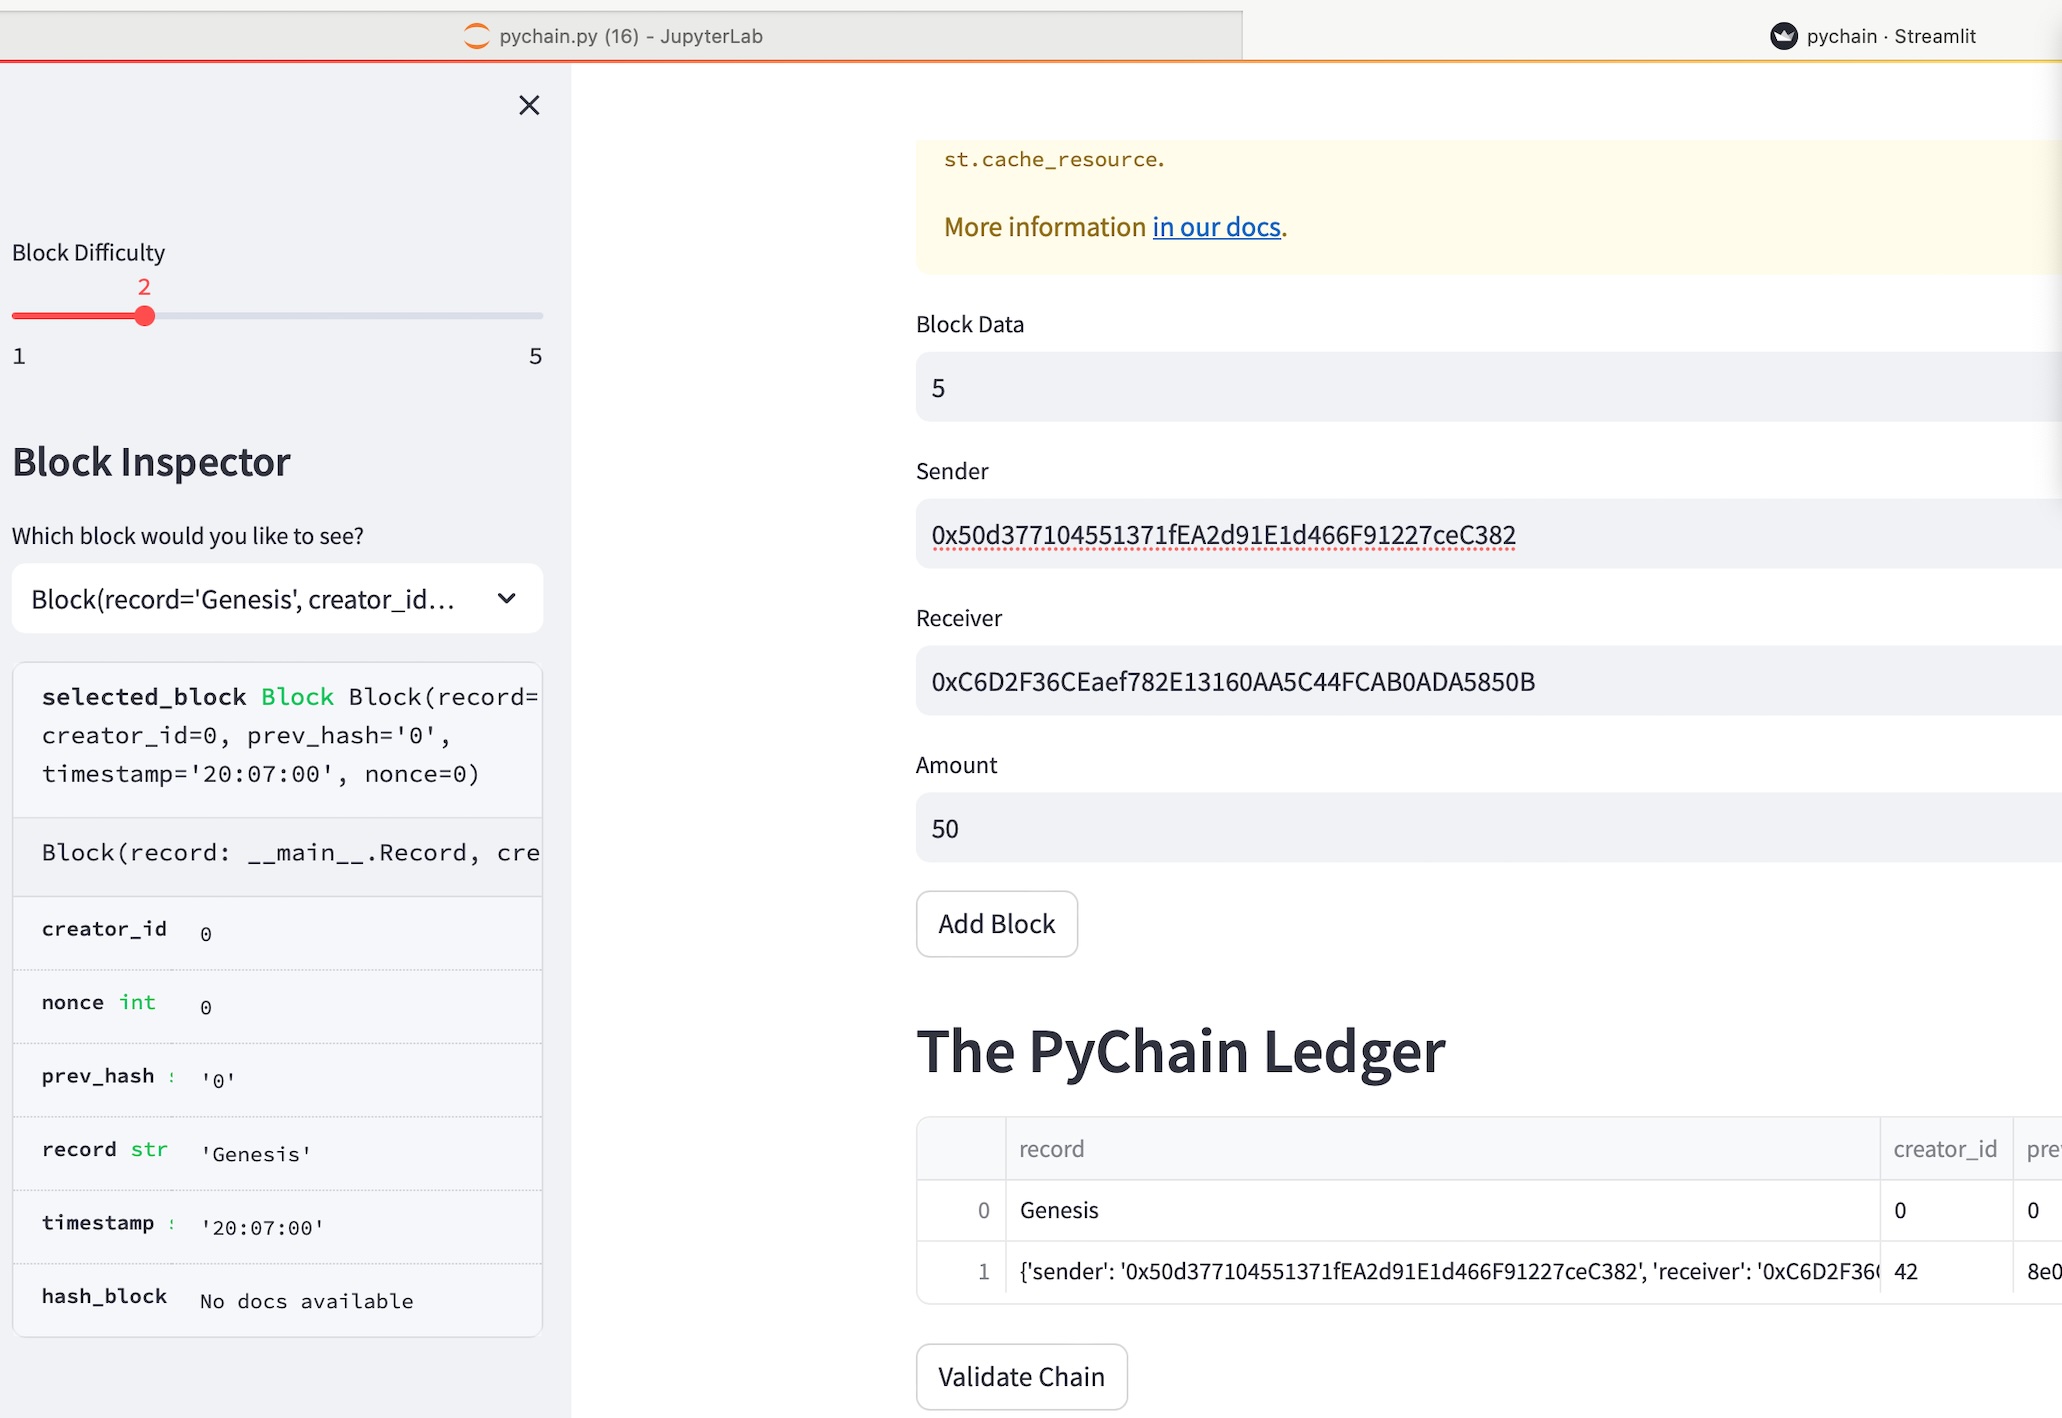 pychain.py (16) - JupyterLab
pychain · Streamlit
Block Difficulty
2
1
5
Block Inspector
Which block would you like to see?
Block(record='Genesis', creator_id...
selected_block Block Block(record=
creator_id=0, prev_hash='0',
timestamp='20:07:00', nonce=0)
Block(record: __main__.Record, cre
creator_id 0
nonce int 0
prev_hash '0'
record str 'Genesis'
timestamp '20:07:00'
hash_block No docs available
st.cache_resource.
More information in our docs.
Block Data
5
Sender
0x50d377104551371fEA2d91E1d466F91227ceC382
Receiver
0xC6D2F36CEaef782E13160AA5C44FCAB0ADA5850B
Amount
50
Add Block
The PyChain Ledger
record creator_id pre
0 Genesis 0 0
1 {'sender': '0x50d377104551371fEA2d91E1d466F91227ceC382', 'receiver': '0xC6D2F36 42 8e0
Validate Chain